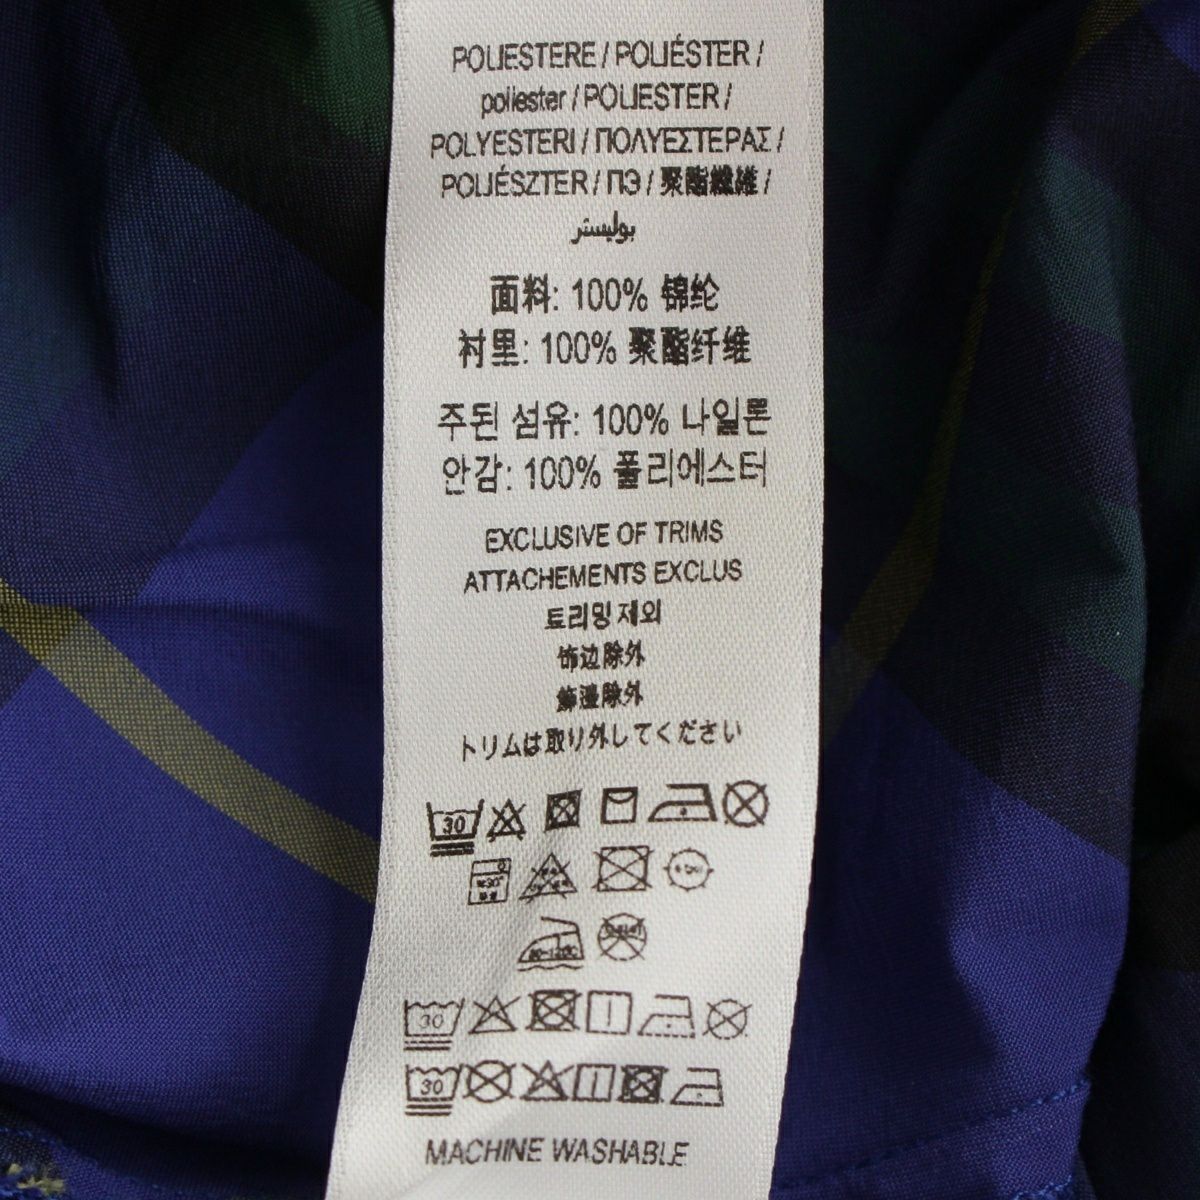 POLIESTERE / POLIÉSTER /
poliester / POLIESTER /
POLYESTERI / ΠΟΛΥΕΣΤΕΡΑΣ /
POLIÉSZTER / ПЭ / 聚酯纖維 /
بوليستر
面料: 100% 锦纶
衬里: 100% 聚酯纤维
주된 섬유: 100% 나일론
안감: 100% 폴리에스터
EXCLUSIVE OF TRIMS
ATTACHEMENTS EXCLUS
트리밍 제외
饰边除外
飾邊除外
トリムは取り外してください
30
30
30
MACHINE WASHABLE